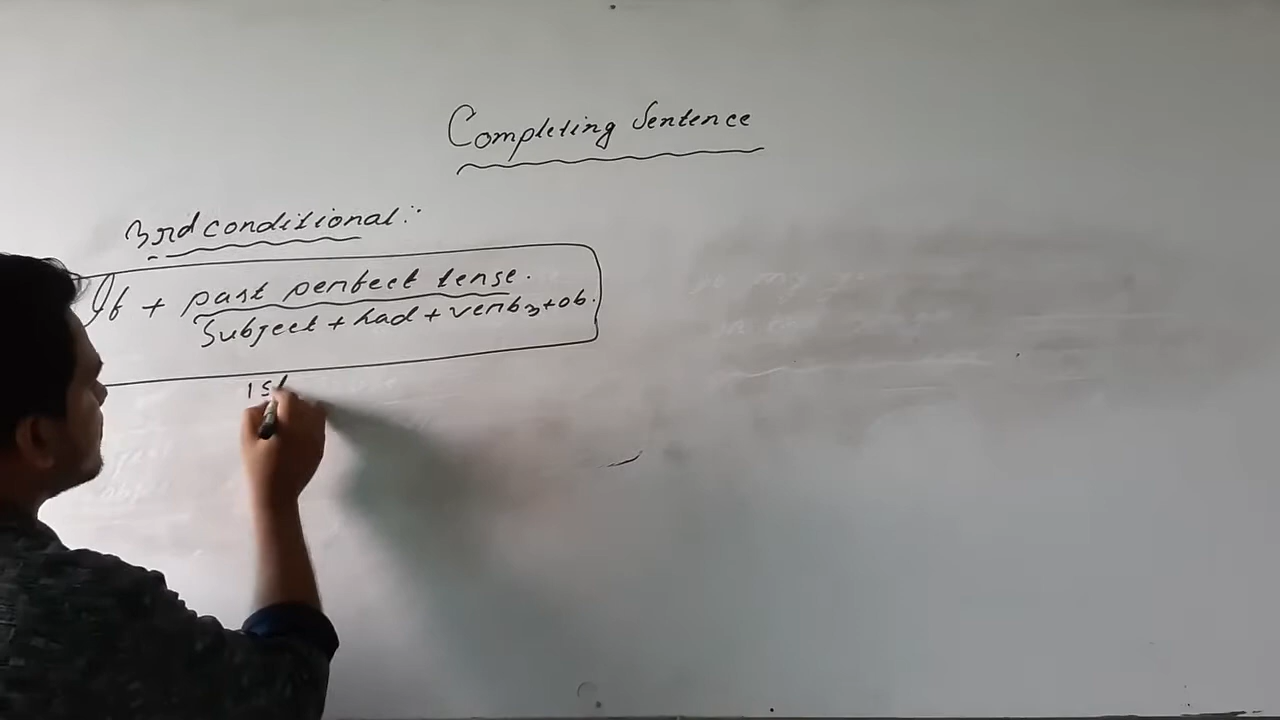 Completing Sentence
3rd conditional:
If + past perfect tense.
Subject + had + verb3 + ob.
1st